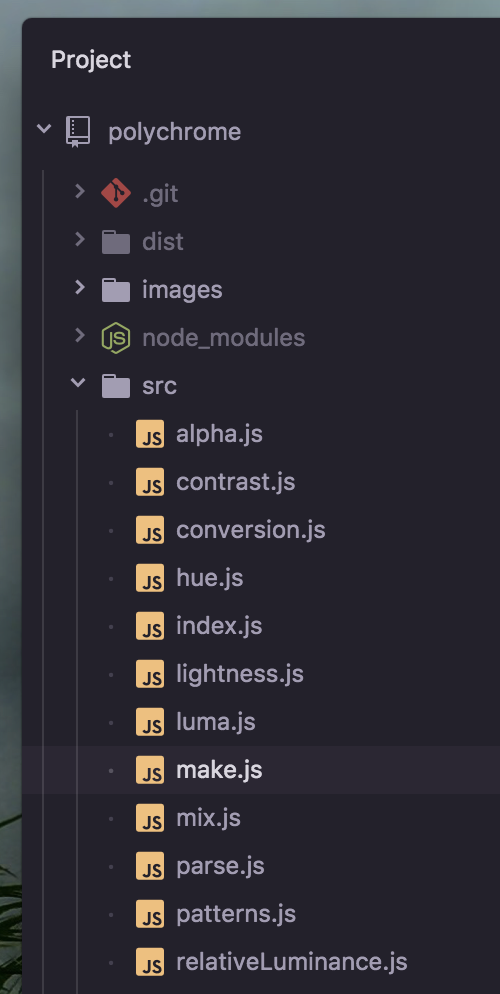 Project
polychrome
.git
dist
images
JS node_modules
src
JS alpha.js
JS contrast.js
JS conversion.js
JS hue.js
JS index.js
JS lightness.js
JS luma.js
JS make.js
JS mix.js
JS parse.js
JS patterns.js
JS relativeLuminance.js